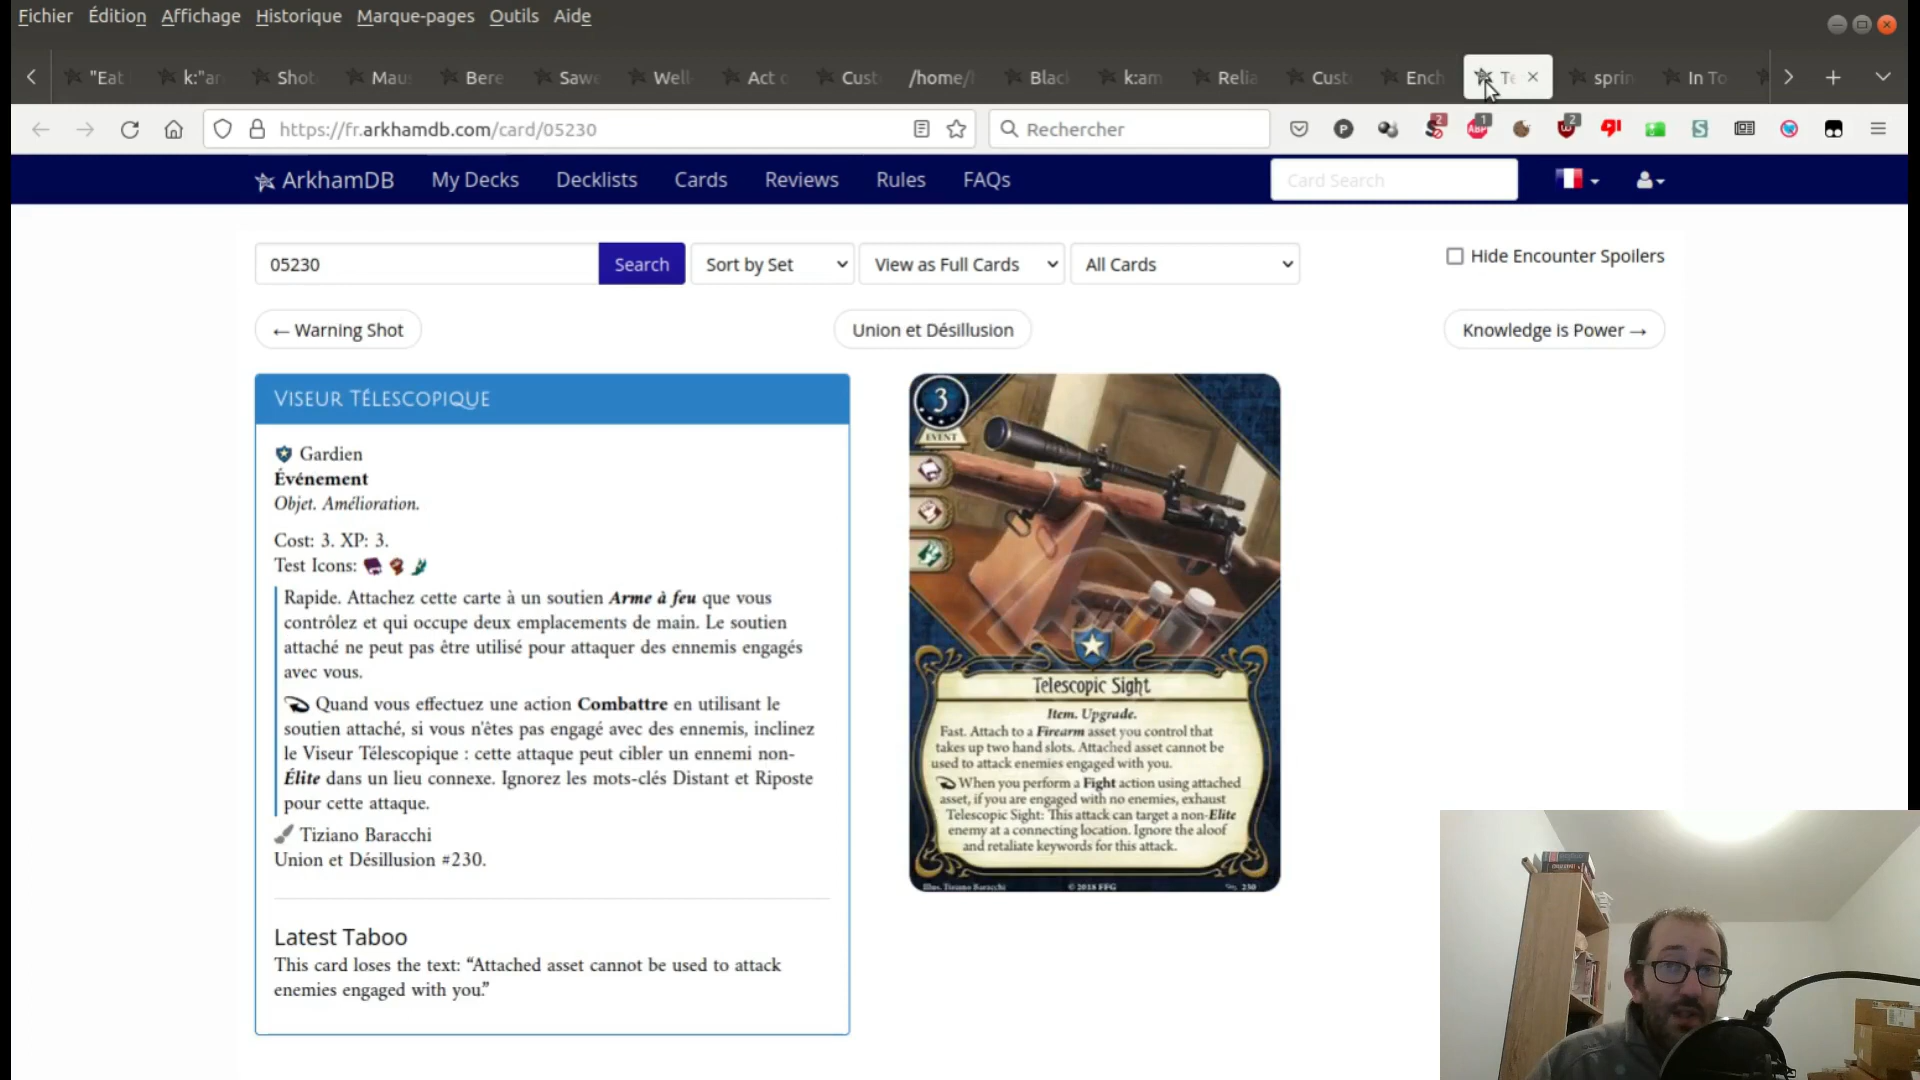 Fichier Édition Affichage Historique Marque-pages Outils Aide
"Eat k:"ar Shot Mau Bere Sawe Well Act o Cust /home/l Blac k:am Relia Cust Ench Te sprin In To
https://fr.arkhamdb.com/card/05230 Rechercher 2 1 2
ArkhamDB My Decks Decklists Cards Reviews Rules FAQs Card Search
05230 Search Sort by Set View as Full Cards All Cards Hide Encounter Spoilers
← Warning Shot Union et Désillusion Knowledge is Power →
Viseur Télescopique
Gardien
Événement
Objet. Amélioration.
Cost: 3. XP: 3.
Test Icons:
Rapide. Attachez cette carte à un soutien Arme à feu que vous
contrôlez et qui occupe deux emplacements de main. Le soutien
attaché ne peut pas être utilisé pour attaquer des ennemis engagés
avec vous.
Quand vous effectuez une action Combattre en utilisant le
soutien attaché, si vous n'êtes pas engagé avec des ennemis, inclinez
le Viseur Télescopique : cette attaque peut cibler un ennemi non-
Élite dans un lieu connexe. Ignorez les mots-clés Distant et Riposte
pour cette attaque.
Tiziano Baracchi
Union et Désillusion #230.
Latest Taboo
This card loses the text: “Attached asset cannot be used to attack
enemies engaged with you.”
3
EVENT
Telescopic Sight
Item. Upgrade.
Fast. Attach to a Firearm asset you control that
takes up two hand slots. Attached asset cannot be
used to attack enemies engaged with you.
When you perform a Fight action using attached
asset, if you are engaged with no enemies, exhaust
Telescopic Sight: This attack can target a non-Elite
enemy at a connecting location. Ignore the aloof
and retaliate keywords for this attack.
Illus. Tiziano Baracchi © 2018 FFG 230